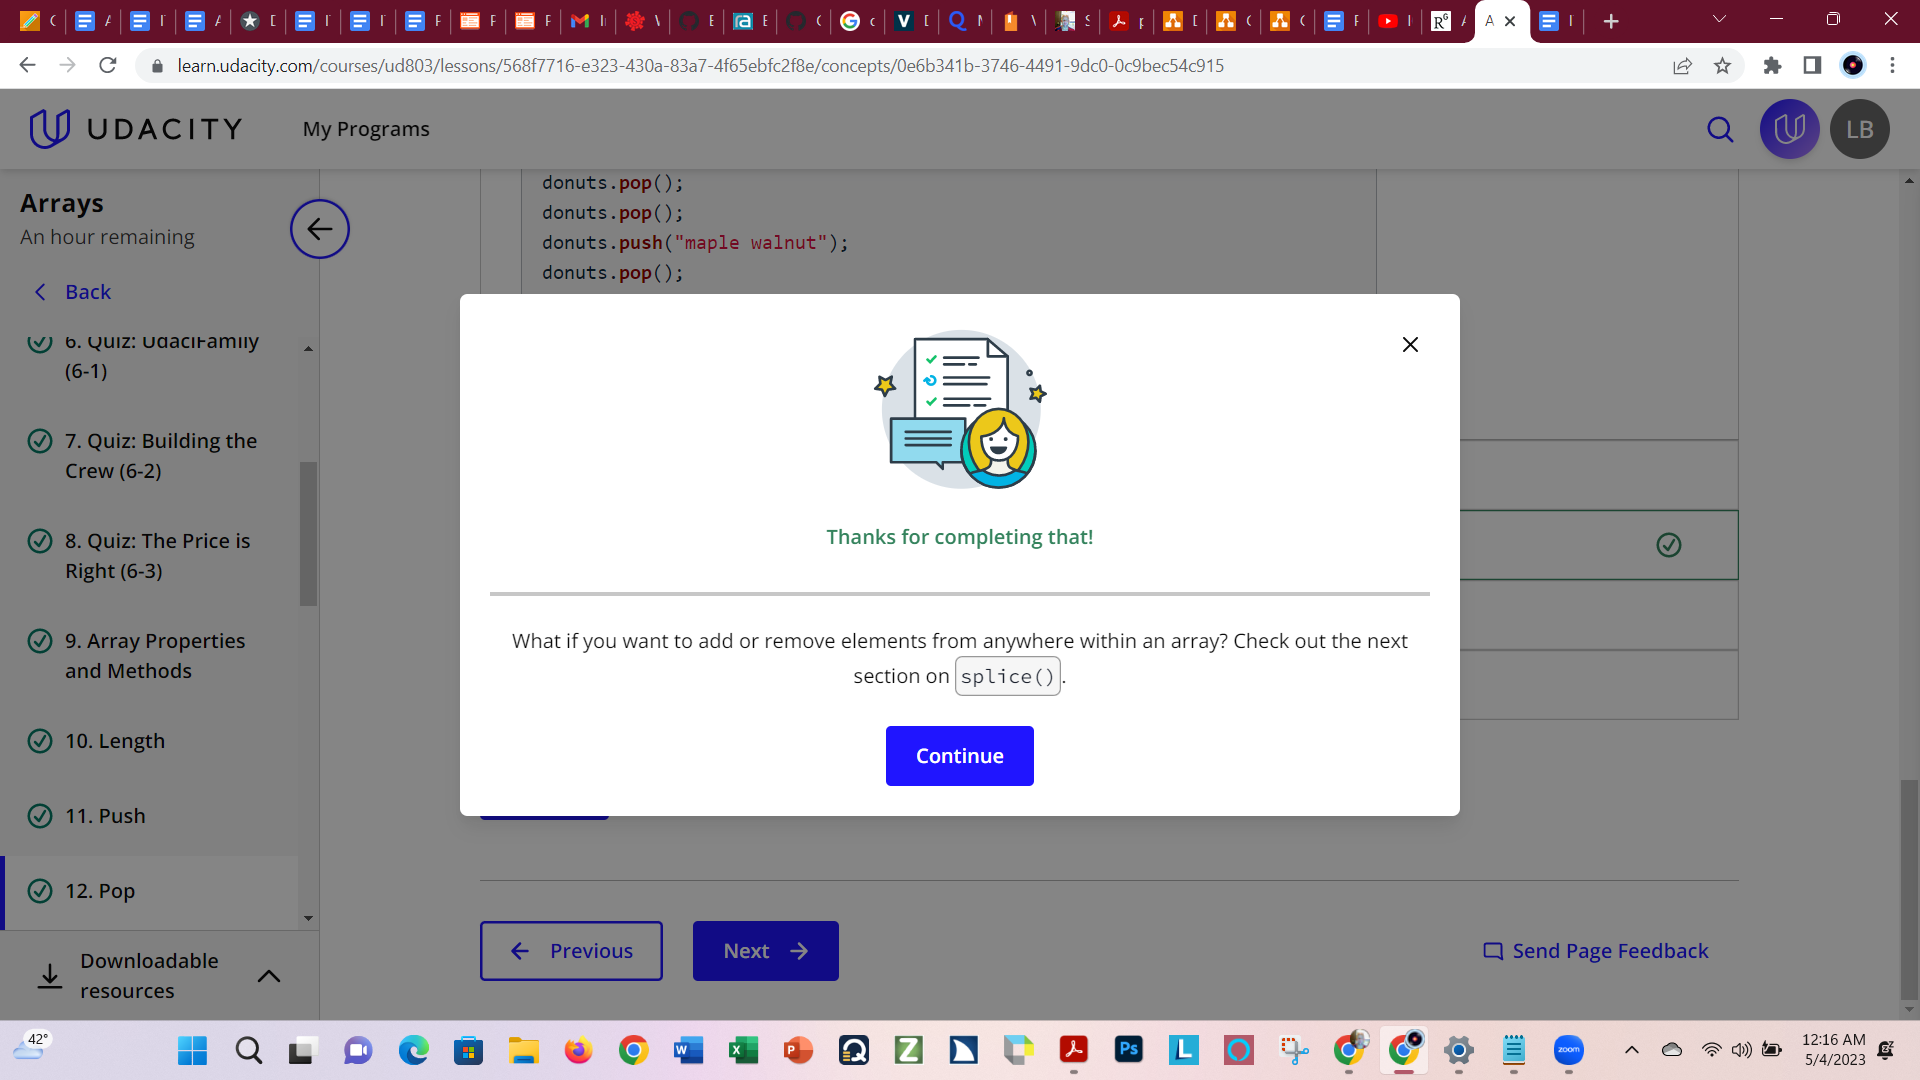 learn.udacity.com/courses/ud803/lessons/568f7716-e323-430a-83a7-4f65ebfc2f8e/concepts/0e6b341b-3746-4491-9dc0-0c9bec54c915
UDACITY
My Programs
LB
Arrays
An hour remaining
Back
6. Quiz: UdaciFamily
(6-1)
7. Quiz: Building the
Crew (6-2)
8. Quiz: The Price is
Right (6-3)
9. Array Properties
and Methods
10. Length
11. Push
12. Pop
Downloadable
resources
donuts.pop();
donuts.pop();
donuts.push("maple walnut");
donuts.pop();
Thanks for completing that!
What if you want to add or remove elements from anywhere within an array? Check out the next
section on splice().
Continue
Previous
Next
Send Page Feedback
42°
zoom
12:16 AM
5/4/2023